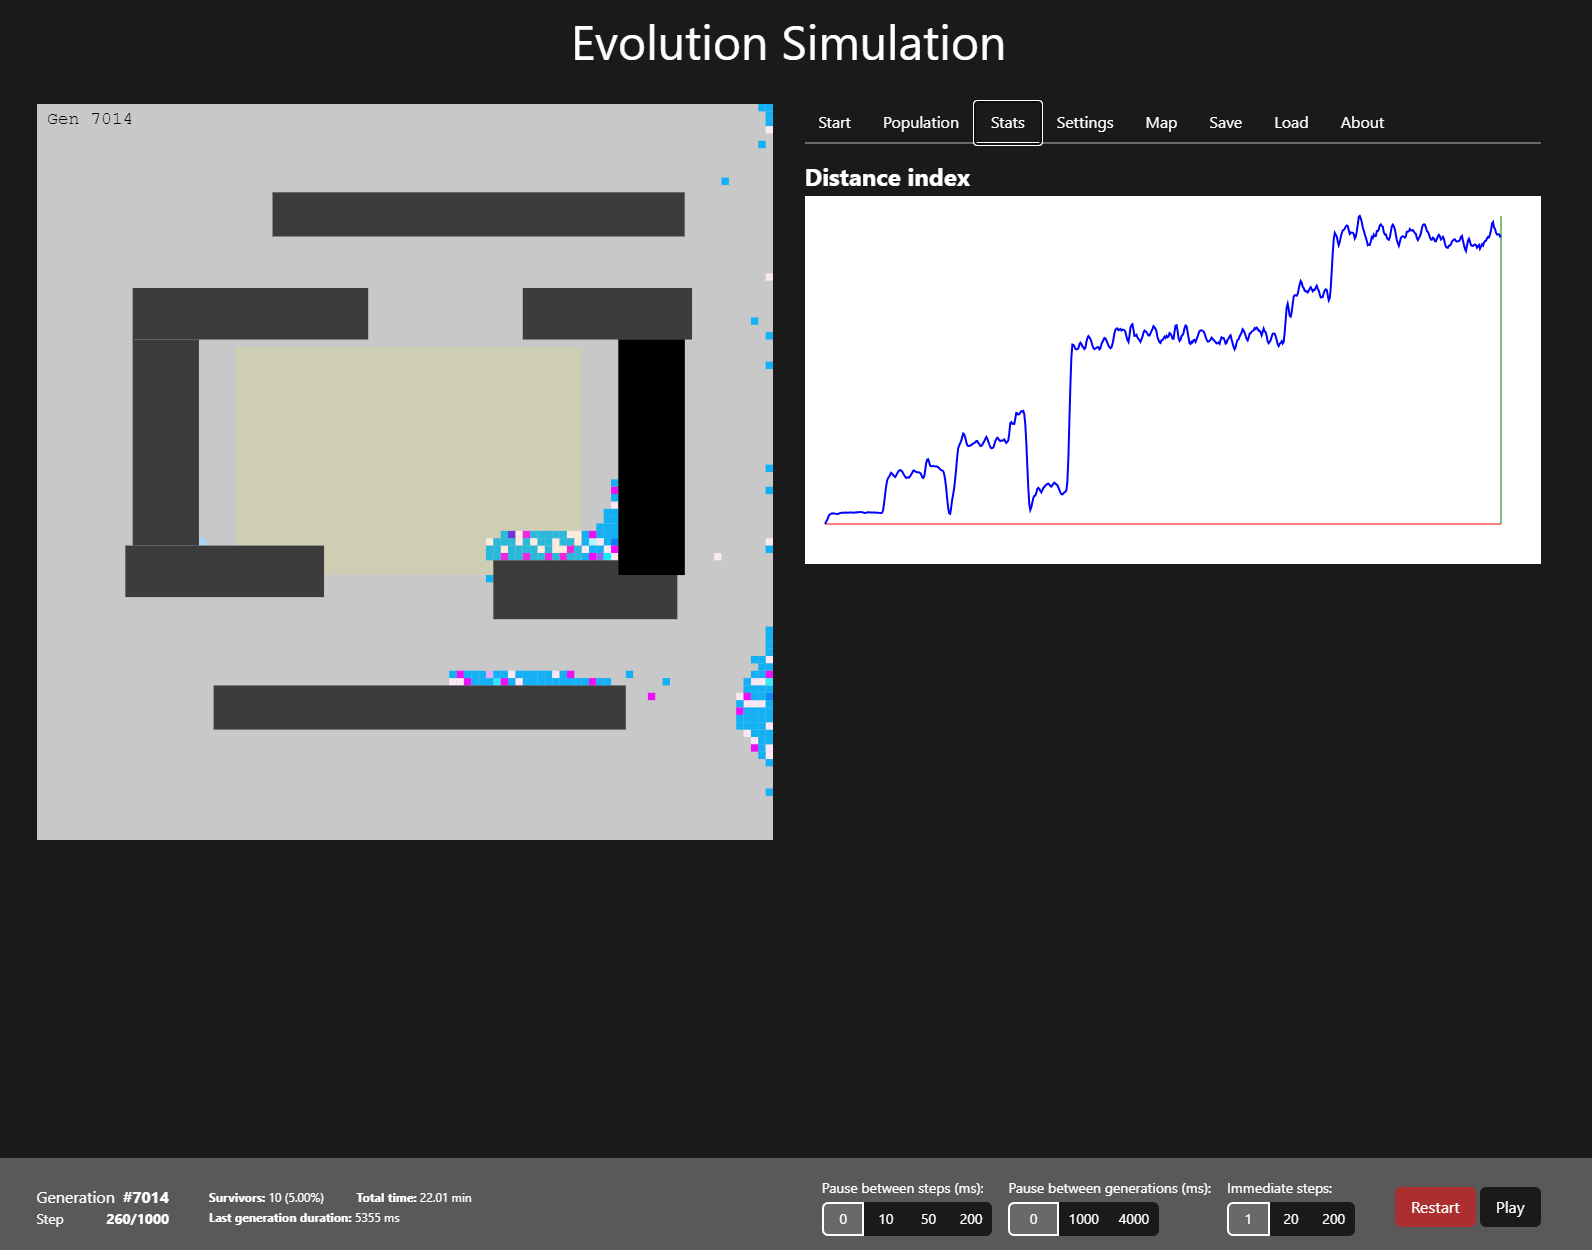 Evolution Simulation
Gen 7014
Start Population Stats Settings Map Save Load About
Distance index
Generation #7014
Step 260/1000
Survivors: 10 (5.00%) Total time: 22.01 min
Last generation duration: 5355 ms
Pause between steps (ms):
0 10 50 200
Pause between generations (ms):
0 1000 4000
Immediate steps:
1 20 200
Restart Play